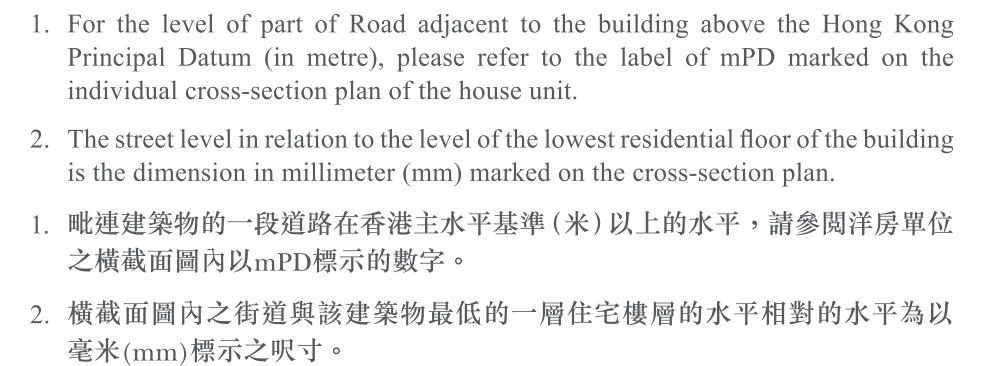 1. For the level of part of Road adjacent to the building above the Hong Kong
Principal Datum (in metre), please refer to the label of mPD marked on the
individual cross-section plan of the house unit.
2. The street level in relation to the level of the lowest residential floor of the building
is the dimension in millimeter (mm) marked on the cross-section plan.
1. 毗連建築物的一段道路在香港主水平基準(米)以上的水平，請參閱洋房單位
之橫截面圖內以mPD標示的數字。
2. 橫截面圖內之街道與該建築物最低的一層住宅樓層的水平相對的水平為以
毫米(mm)標示之呎寸。